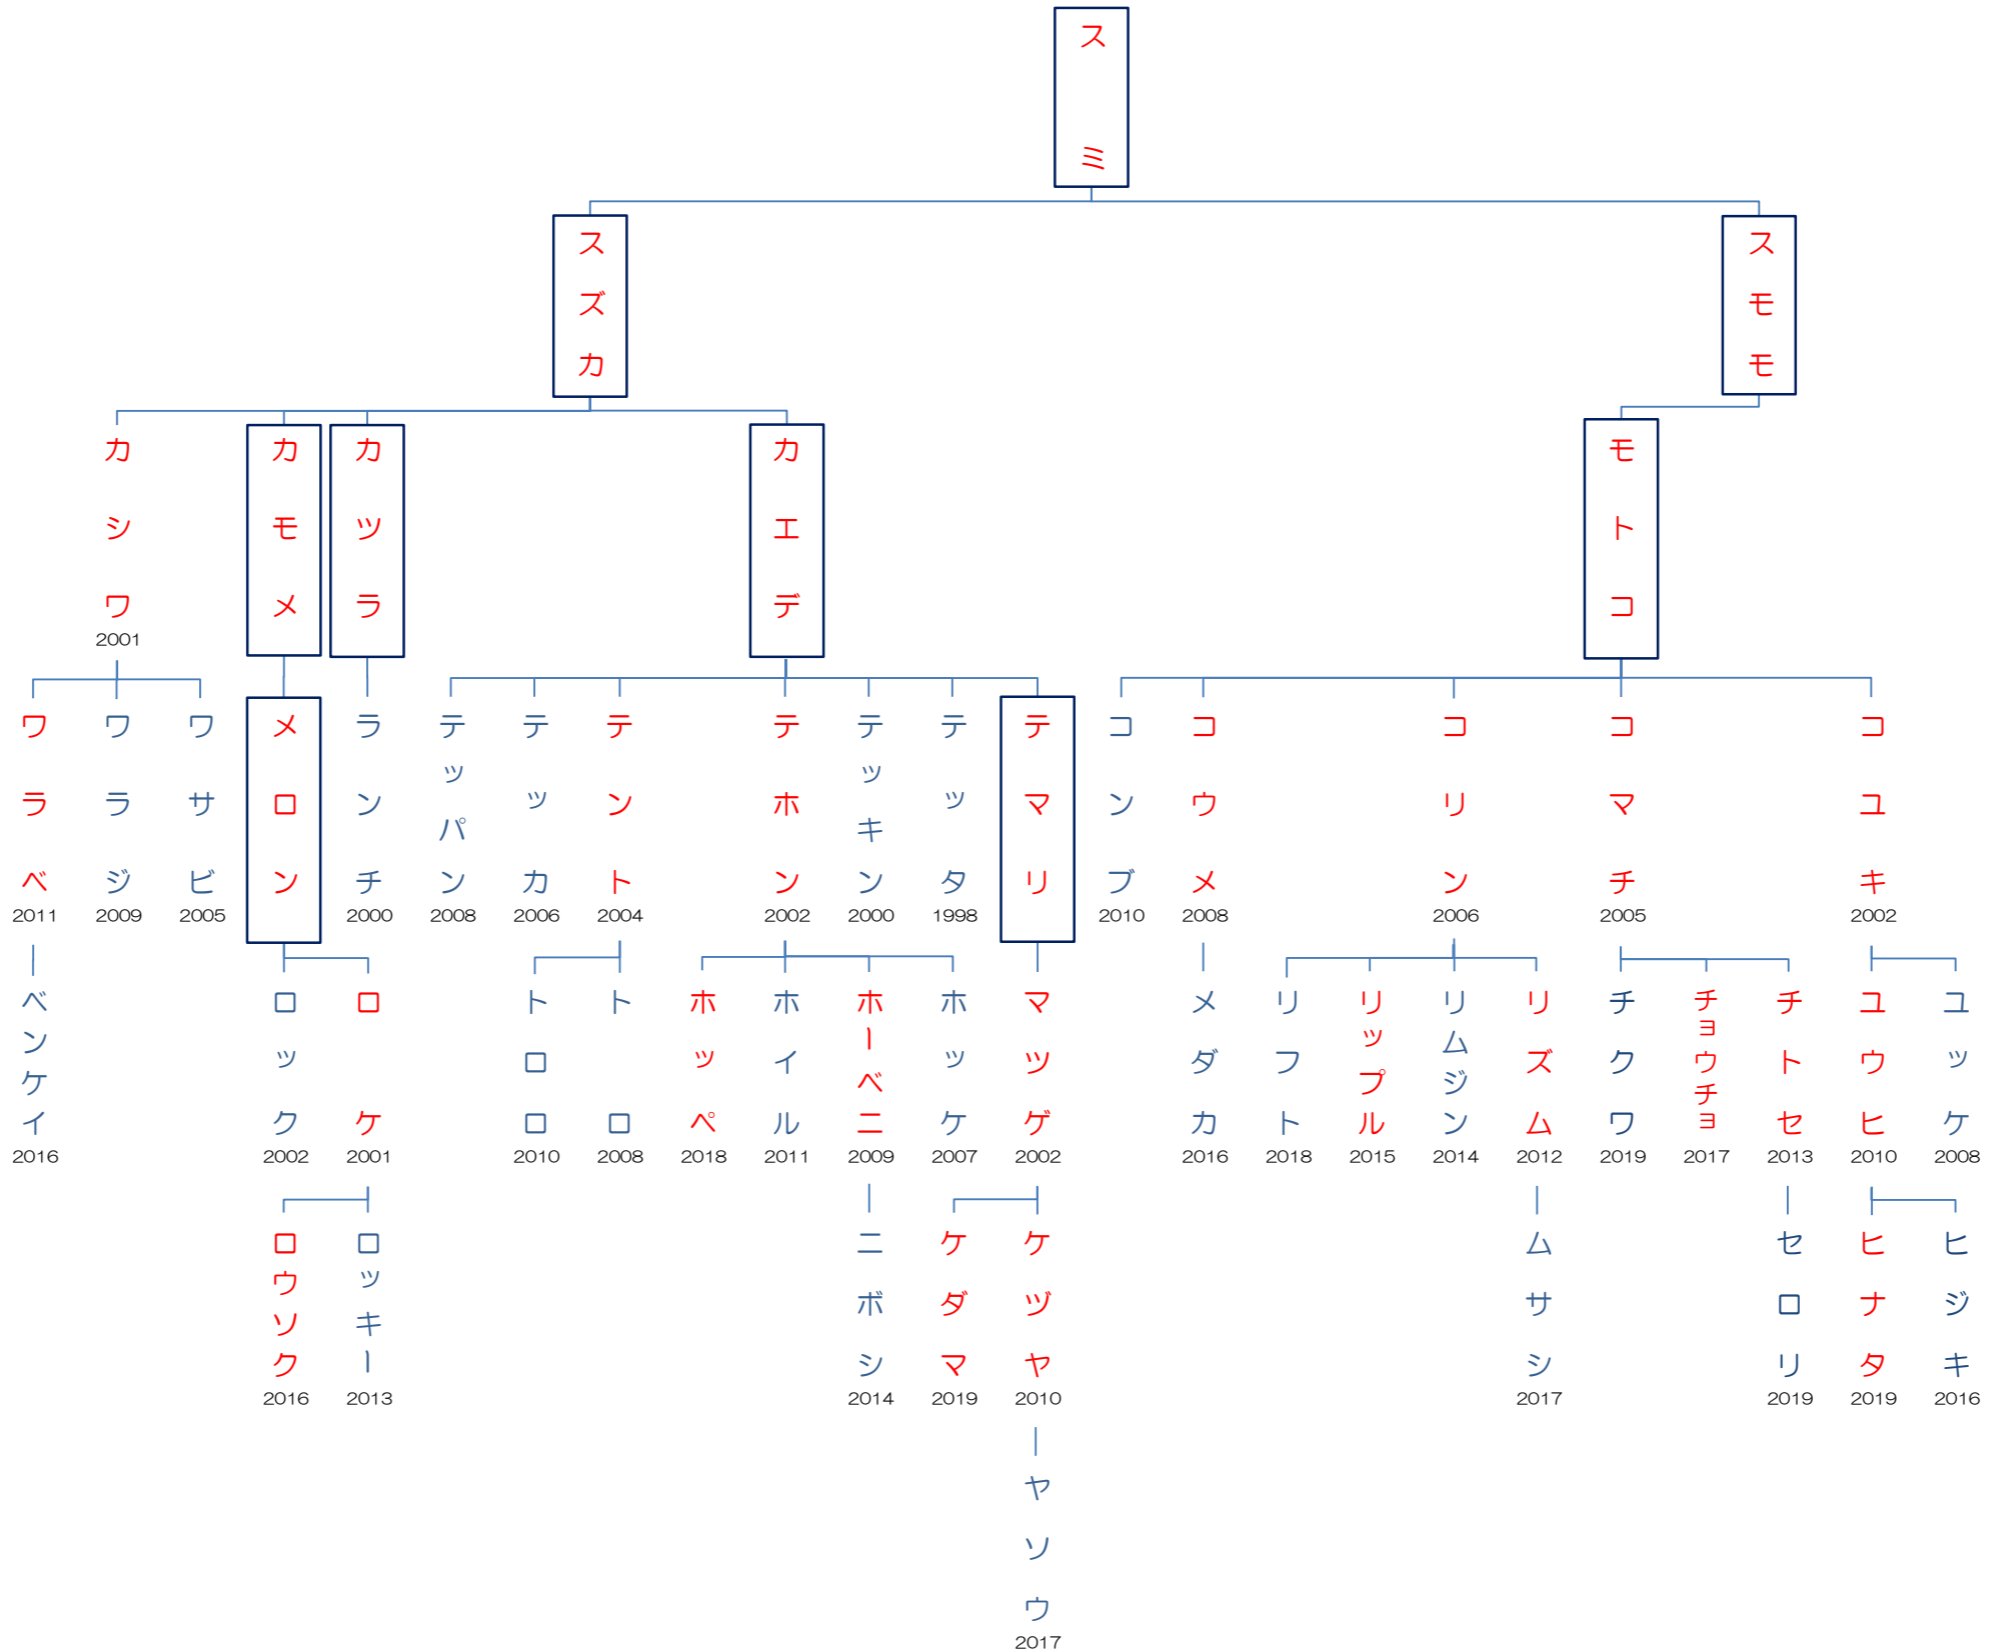 スミ
スズカ
スモモ
カシワ
2001
カモメ
カツラ
カエデ
モトコ
ワラベ
2011
ワラジ
2009
ワサビ
2005
メロン
ランチ
2000
テッパン
2008
テッカ
2006
テント
2004
テホン
2002
テッキン
2000
テッタ
1998
テマリ
コンブ
2010
コウメ
2008
コリン
2006
コマチ
2005
コユキ
2002
ベンケイ
2016
ロック
2002
ロケ
2001
トロロ
2010
トロ
2008
ホッペ
2018
ホイル
2011
ホーベニ
2009
ホッケ
2007
マツゲ
2002
メダカ
2016
リフト
2018
リップル
2015
リムジン
2014
リズム
2012
チクワ
2019
チョウチョ
2017
チトセ
2013
ユウヒ
2010
ユッケ
2008
ロウソク
2016
ロッキー
2013
ニボシ
2014
ケダマ
2019
ケヅヤ
2010
ムサシ
2017
セロリ
2019
ヒナタ
2019
ヒジキ
2016
ヤソウ
2017